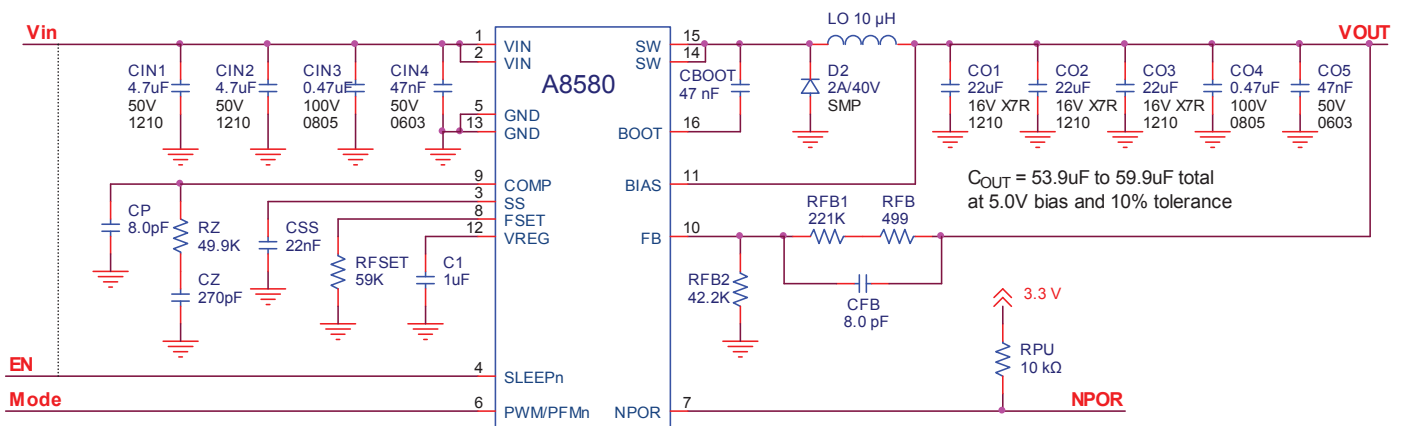 Vin
CIN1
4.7uF
50V
1210
CIN2
4.7uF
50V
1210
CIN3
0.47uF
100V
0805
CIN4
47nF
50V
0603
1
2
5
13
9
3
8
12
4
6
A8580
VIN
VIN
GND
GND
COMP
SS
FSET
VREG
SLEEPn
PWM/PFMn
SW
SW
BOOT
BIAS
FB
NPOR
15
14
16
11
10
7
LO 10 µH
VOUT
CBOOT
47 nF
D2
2A/40V
SMP
CO1
22uF
16V X7R
1210
CO2
22uF
16V X7R
1210
CO3
22uF
16V X7R
1210
CO4
0.47uF
100V
0805
CO5
47nF
50V
0603
COUT = 53.9uF to 59.9uF total
at 5.0V bias and 10% tolerance
CP
8.0pF
RZ
49.9K
CZ
270pF
CSS
22nF
RFSET
59K
C1
1uF
RFB1
221K
RFB
499
RFB2
42.2K
CFB
8.0 pF
3.3 V
RPU
10 kΩ
EN
Mode
NPOR